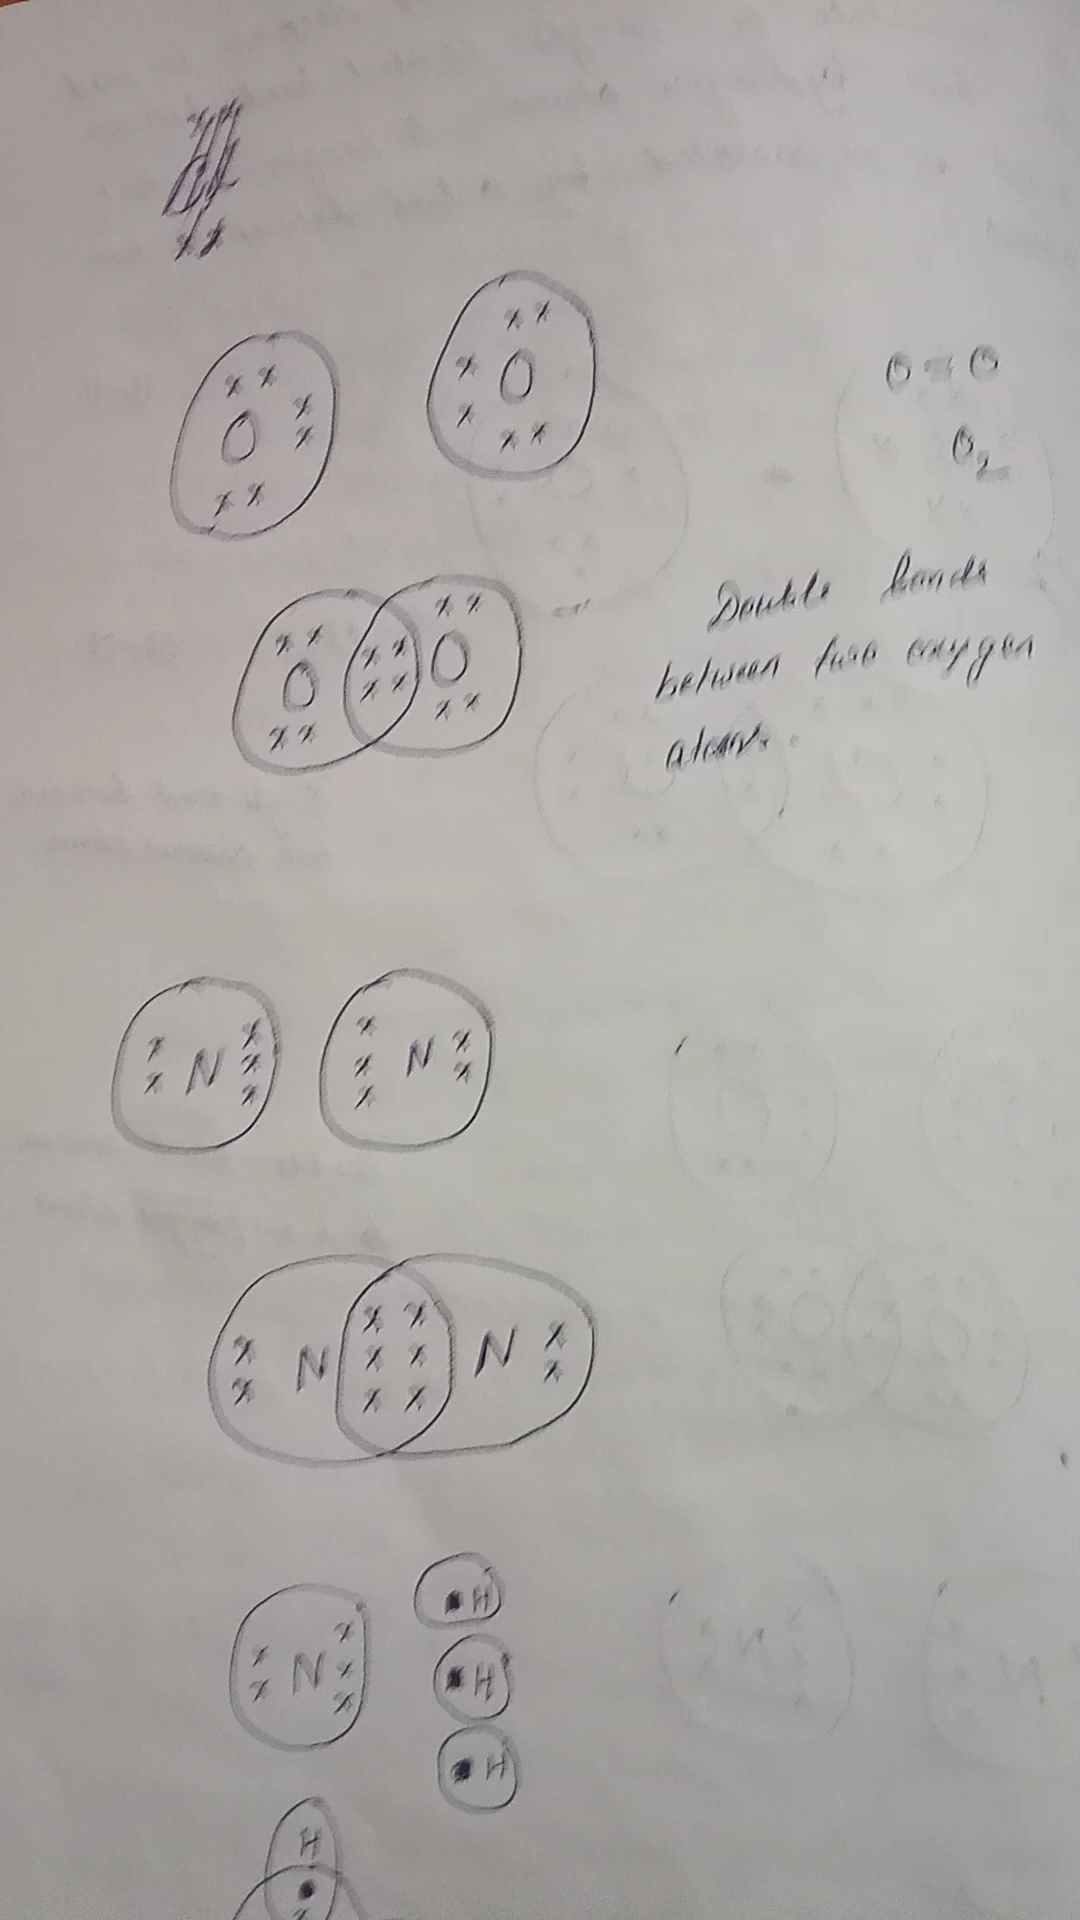 O
O
O = O
O2
O
O
Double bonds
between two oxygen
atoms.
N
N
N
N
N
H
H
H
H